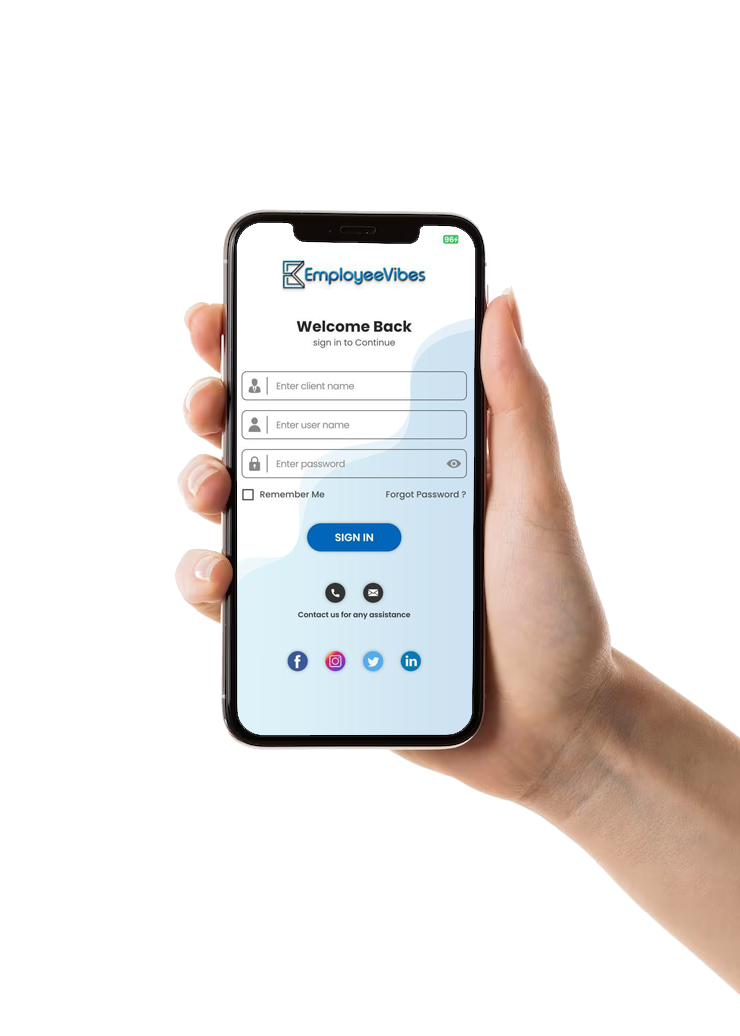 96
EmployeeVibes
Welcome Back
sign in to Continue
Enter client name
Enter user name
Enter password
Remember Me
Forgot Password ?
SIGN IN
Contact us for any assistance
f
in